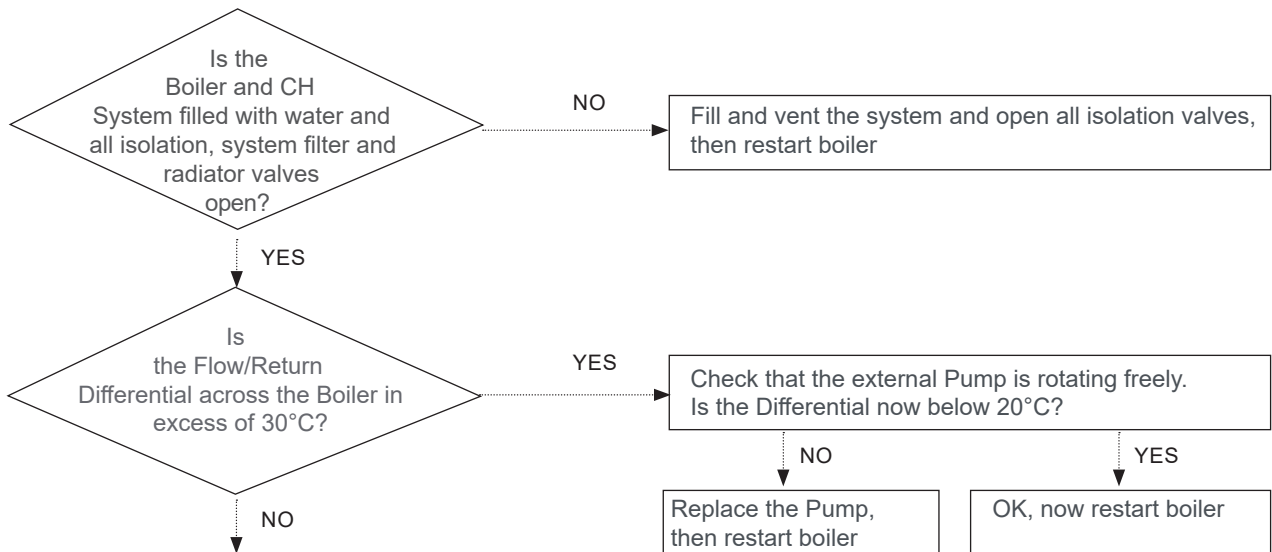 Is the
Boiler and CH
System filled with water and
all isolation, system filter and
radiator valves
open?
NO
Fill and vent the system and open all isolation valves,
then restart boiler
YES
Is
the Flow/Return
Differential across the Boiler in
excess of 30°C?
YES
Check that the external Pump is rotating freely.
Is the Differential now below 20°C?
NO
YES
Replace the Pump,
then restart boiler
OK, now restart boiler
NO